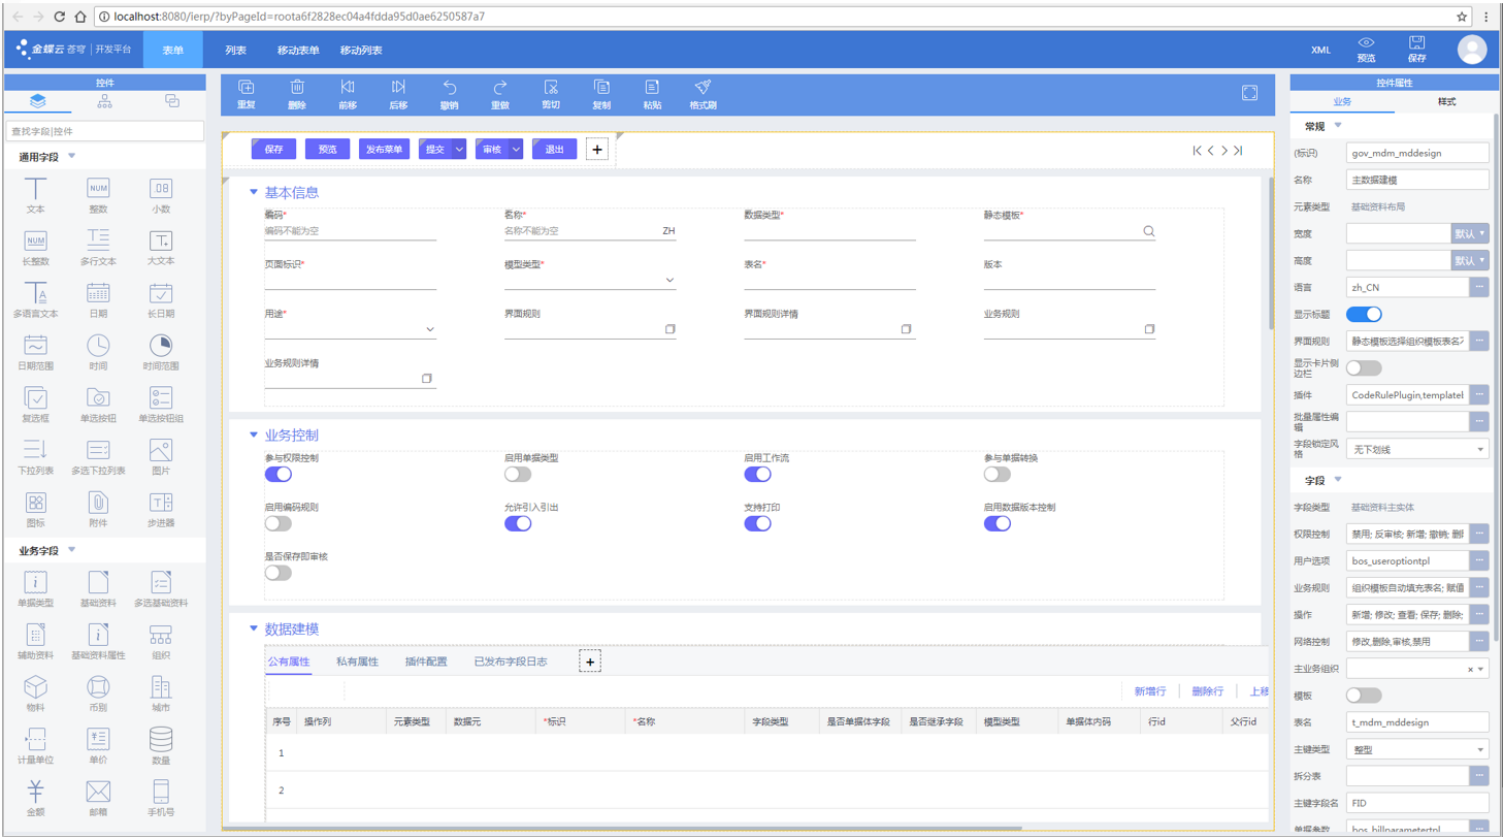 localhost:8080/ierp/?byPageId=roota6f2828ec04a4fdda95d0ae6250587a7
金蝶云 苍穹 | 开发平台 表单 列表 移动表单 移动列表 XML 预览 保存
控件
查找字段|控件
通用字段
文本 整数 小数
长整数 多行文本 大文本
多语言文本 日期 长日期
日期范围 时间 时间范围
复选框 单选按钮 单选按钮组
下拉列表 多选下拉列表 图片
图标 附件 步进器
业务字段
单据类型 基础资料 多选基础资料
辅助资料 基础资料属性 组织
物料 币别 城市
计量单位 单价 数量
金额 邮箱 手机号
重复 删除 前移 后移 撤销 重做 剪切 复制 粘贴 格式刷
保存 预览 发布菜单 提交 审核 退出 +
基本信息
编码* 名称* 数据类型* 静态模板*
编码不能为空 名称不能为空 ZH
页面标识* 模型类型* 表名* 版本
用途* 界面规则 界面规则详情 业务规则
业务规则详情
业务控制
参与权限控制 启用单据类型 启用工作流 参与单据转换
启用编码规则 允许引入引出 支持打印 启用数据版本控制
是否保存即审核
数据建模
公有属性 私有属性 插件配置 已发布字段日志 +
新增行 删除行 上移
序号 操作列 元素类型 数据元 *标识 *名称 字段类型 是否单据体字段 是否继承字段 模型类型 单据体内码 行id 父行id
1
2
控件属性
业务 样式
常规
(标识) gov_mdm_mddesign
名称 主数据建模
元素类型 基础资料布局
宽度 默认
高度 默认
语言 zh_CN
显示标题
界面规则 静态模板选择组织模板表名不
显示卡片侧
边栏
插件 CodeRulePlugin,templatel
批量属性编
辑
字段锁定风
格 无下划线
字段
字段类型 基础资料主实体
权限控制 禁用; 反审核; 新增; 撤销; 删除
用户选项 bos_useroptiontpl
业务规则 组织模板自动填充表名; 赋值
操作 新增; 修改; 查看; 保存; 删除;
网络控制 修改,删除,审核,禁用
主业务组织
模板
表名 t_mdm_mddesign
主键类型 整型
拆分表
主键字段名 FID
单据参数 bos_billparametertpl